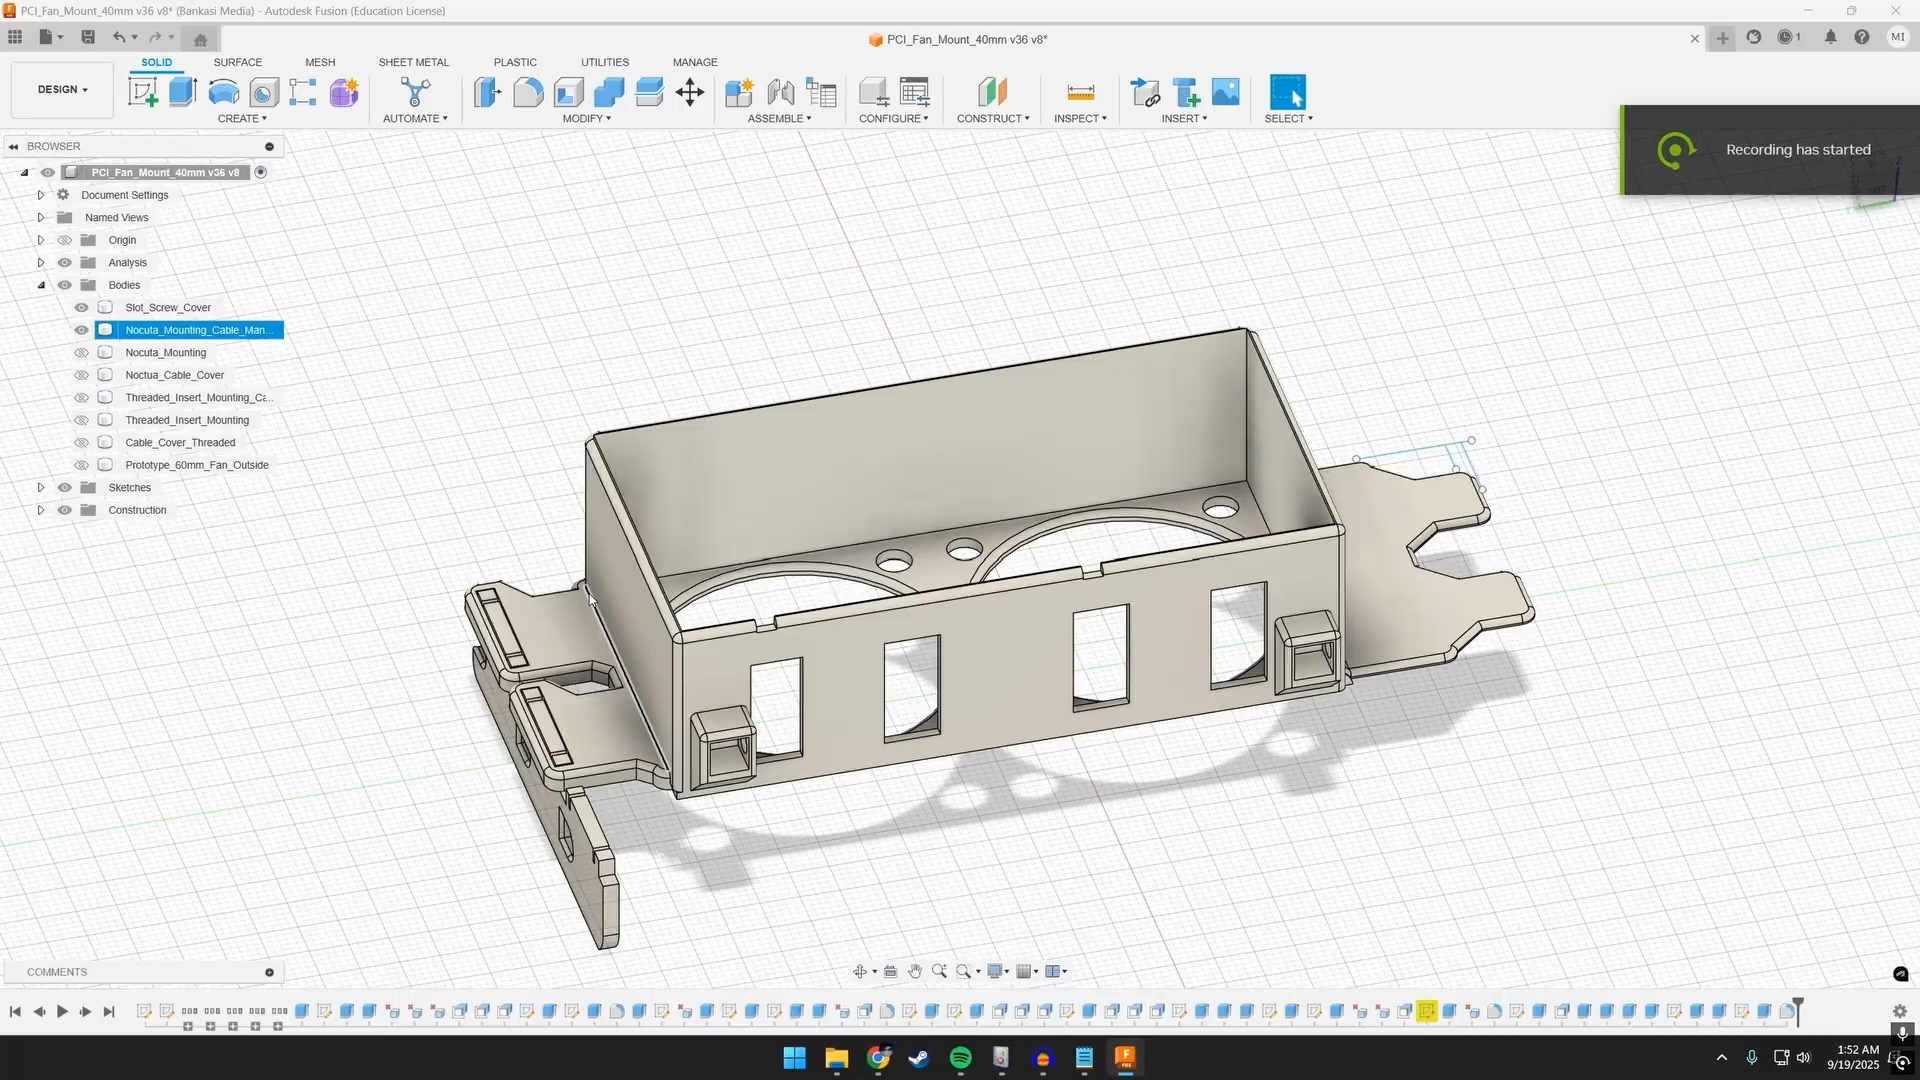 PCI_Fan_Mount_40mm v36 v8* (Bankasi Media) - Autodesk Fusion (Education License)
PCI_Fan_Mount_40mm v36 v8*
1
MI
DESIGN
SOLID
SURFACE
MESH
SHEET METAL
PLASTIC
UTILITIES
MANAGE
CREATE
AUTOMATE
MODIFY
ASSEMBLE
CONFIGURE
CONSTRUCT
INSPECT
INSERT
SELECT
Recording has started
BROWSER
PCI_Fan_Mount_40mm v36 v8
Document Settings
Named Views
Origin
Analysis
Bodies
Slot_Screw_Cover
Nocuta_Mounting_Cable_Man...
Nocuta_Mounting
Noctua_Cable_Cover
Threaded_Insert_Mounting_Ca...
Threaded_Insert_Mounting
Cable_Cover_Threaded
Prototype_60mm_Fan_Outside
Sketches
Construction
COMMENTS
1:52 AM
9/19/2025